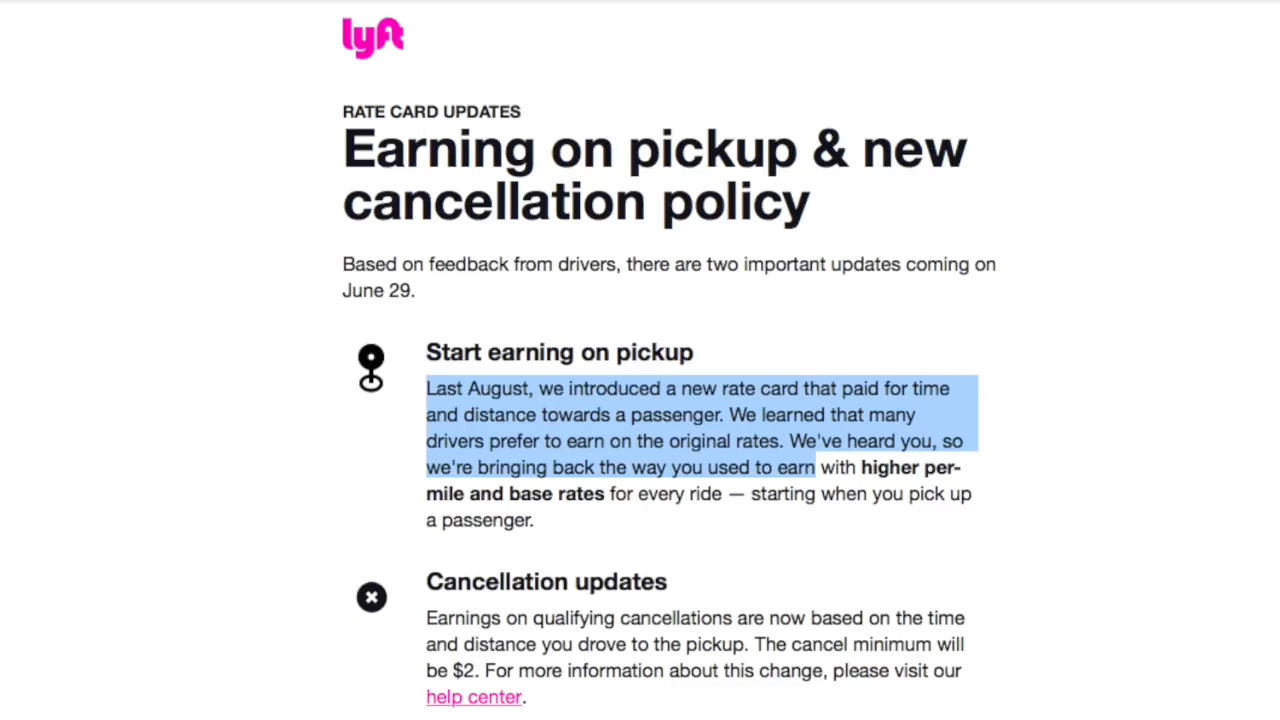 lyft
RATE CARD UPDATES
Earning on pickup & new
cancellation policy
Based on feedback from drivers, there are two important updates coming on
June 29.
Start earning on pickup
Last August, we introduced a new rate card that paid for time
and distance towards a passenger. We learned that many
drivers prefer to earn on the original rates. We've heard you, so
we're bringing back the way you used to earn with higher per-
mile and base rates for every ride — starting when you pick up
a passenger.
Cancellation updates
Earnings on qualifying cancellations are now based on the time
and distance you drove to the pickup. The cancel minimum will
be $2. For more information about this change, please visit our
help center.